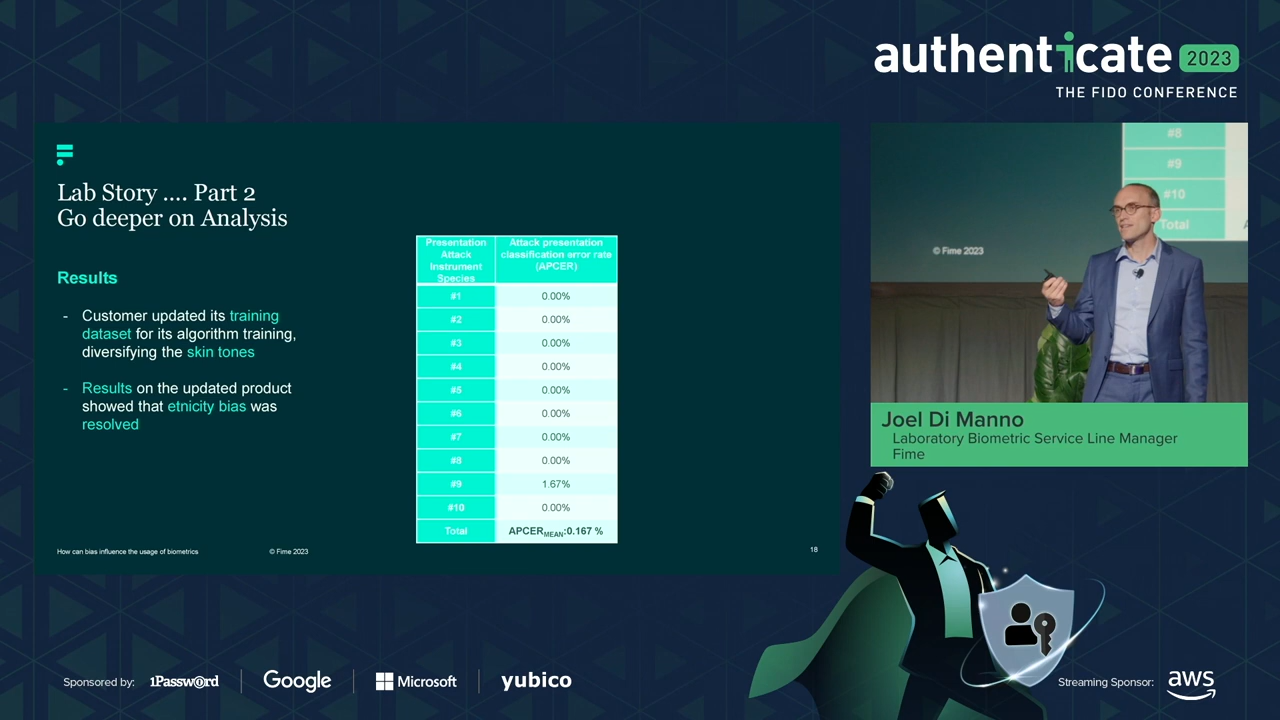 authenticate 2023
THE FIDO CONFERENCE
Lab Story .... Part 2
Go deeper on Analysis
Results
- Customer updated its training
dataset for its algorithm training,
diversifying the skin tones
- Results on the updated product
showed that etnicity bias was
resolved
Presentation Attack Instrument Species
Attack presentation classification error rate (APCER)
#1 0.00%
#2 0.00%
#3 0.00%
#4 0.00%
#5 0.00%
#6 0.00%
#7 0.00%
#8 0.00%
#9 1.67%
#10 0.00%
Total APCERMEAN:0.167 %
How can bias influence the usage of biometrics
© Fime 2023
18
#8
#9
#10
Total
A
© Fime 2023
Joel Di Manno
Laboratory Biometric Service Line Manager
Fime
Sponsored by: 1Password Google Microsoft yubico
Streaming Sponsor: aws